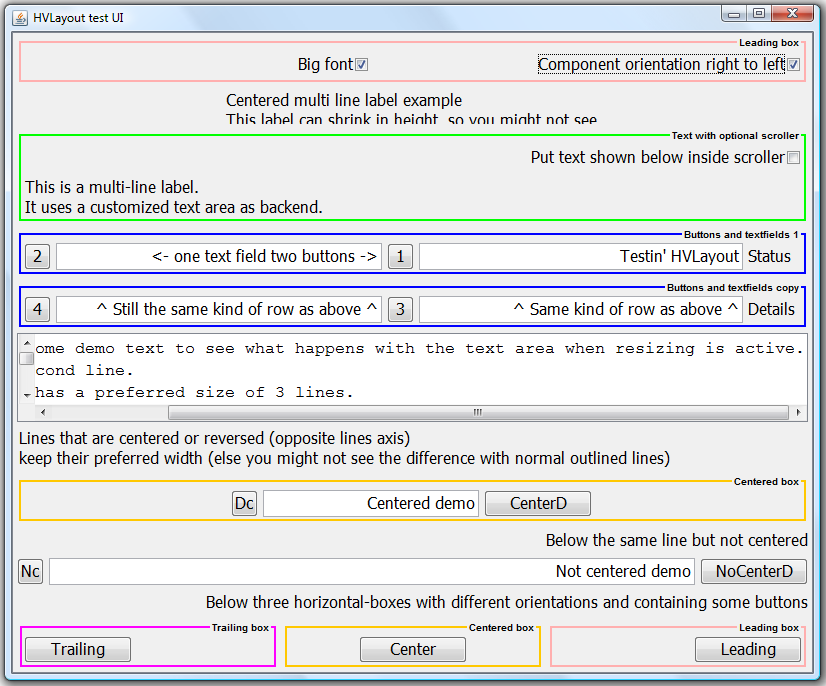 HVLayout test UI
Leading box
Big font
Component orientation right to left
Centered multi line label example
This label can shrink in height, so you might not see
Text with optional scroller
Put text shown below inside scroller
This is a multi-line label.
It uses a customized text area as backend.
Buttons and textfields 1
2 <- one text field two buttons -> 1 Testin' HVLayout Status
Buttons and textfields copy
4 ^ Still the same kind of row as above ^ 3 ^ Same kind of row as above ^ Details
ome demo text to see what happens with the text area when resizing is active.
cond line.
has a preferred size of 3 lines.
Lines that are centered or reversed (opposite lines axis)
keep their preferred width (else you might not see the difference with normal outlined lines)
Centered box
Dc Centered demo CenterD
Below the same line but not centered
Nc Not centered demo NoCenterD
Below three horizontal-boxes with different orientations and containing some buttons
Trailing box Centered box Leading box
Trailing Center Leading